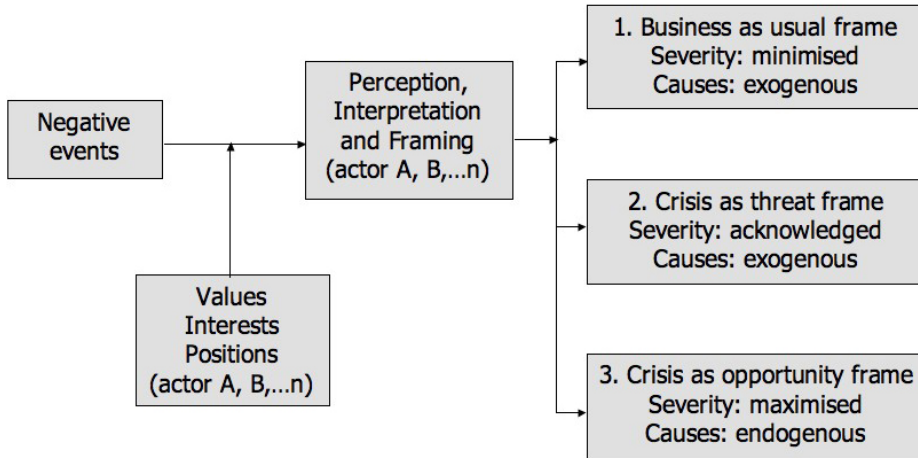 Negative
events
Values
Interests
Positions
(actor A, B,...n)
Perception,
Interpretation
and Framing
(actor A, B,...n)
1. Business as usual frame
Severity: minimised
Causes: exogenous
2. Crisis as threat frame
Severity: acknowledged
Causes: exogenous
3. Crisis as opportunity frame
Severity: maximised
Causes: endogenous